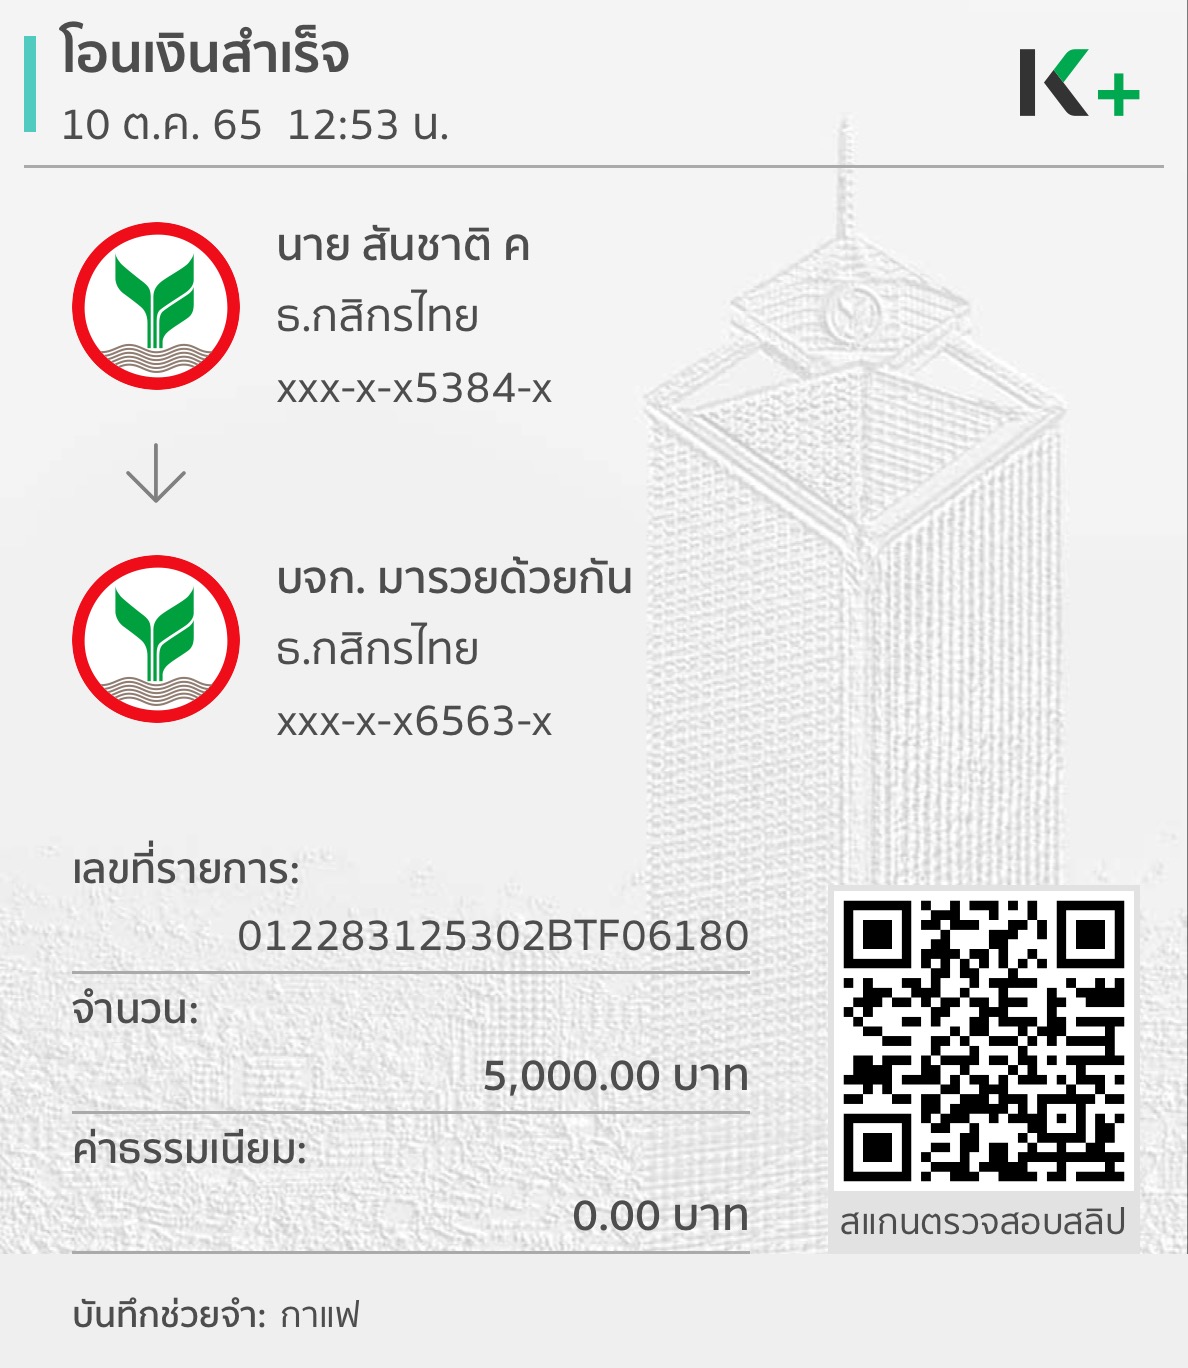 โอนเงินสำเร็จ
10 ต.ค. 65 12:53 น.
K+
นาย สันชาติ ค
ธ.กสิกรไทย
xxx-x-x5384-x
บจก. มารวยด้วยกัน
ธ.กสิกรไทย
xxx-x-x6563-x
เลขที่รายการ:
012283125302BTF06180
จำนวน:
5,000.00 บาท
ค่าธรรมเนียม:
0.00 บาท
สแกนตรวจสอบสลิป
บันทึกช่วยจำ: กาแฟ